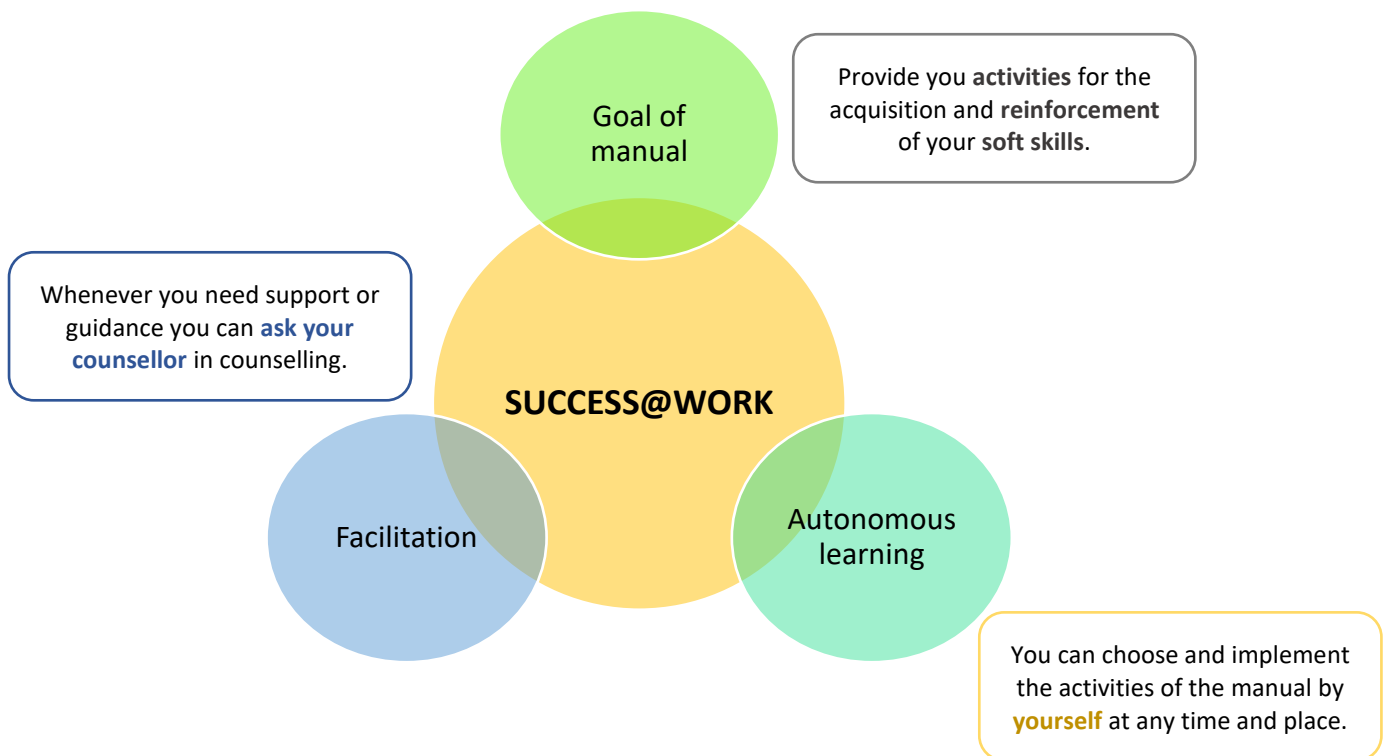 Goal of
manual
Provide you activities for the
acquisition and reinforcement
of your soft skills.
Whenever you need support or
guidance you can ask your
counsellor in counselling.
SUCCESS@WORK
Facilitation
Autonomous
learning
You can choose and implement
the activities of the manual by
yourself at any time and place.